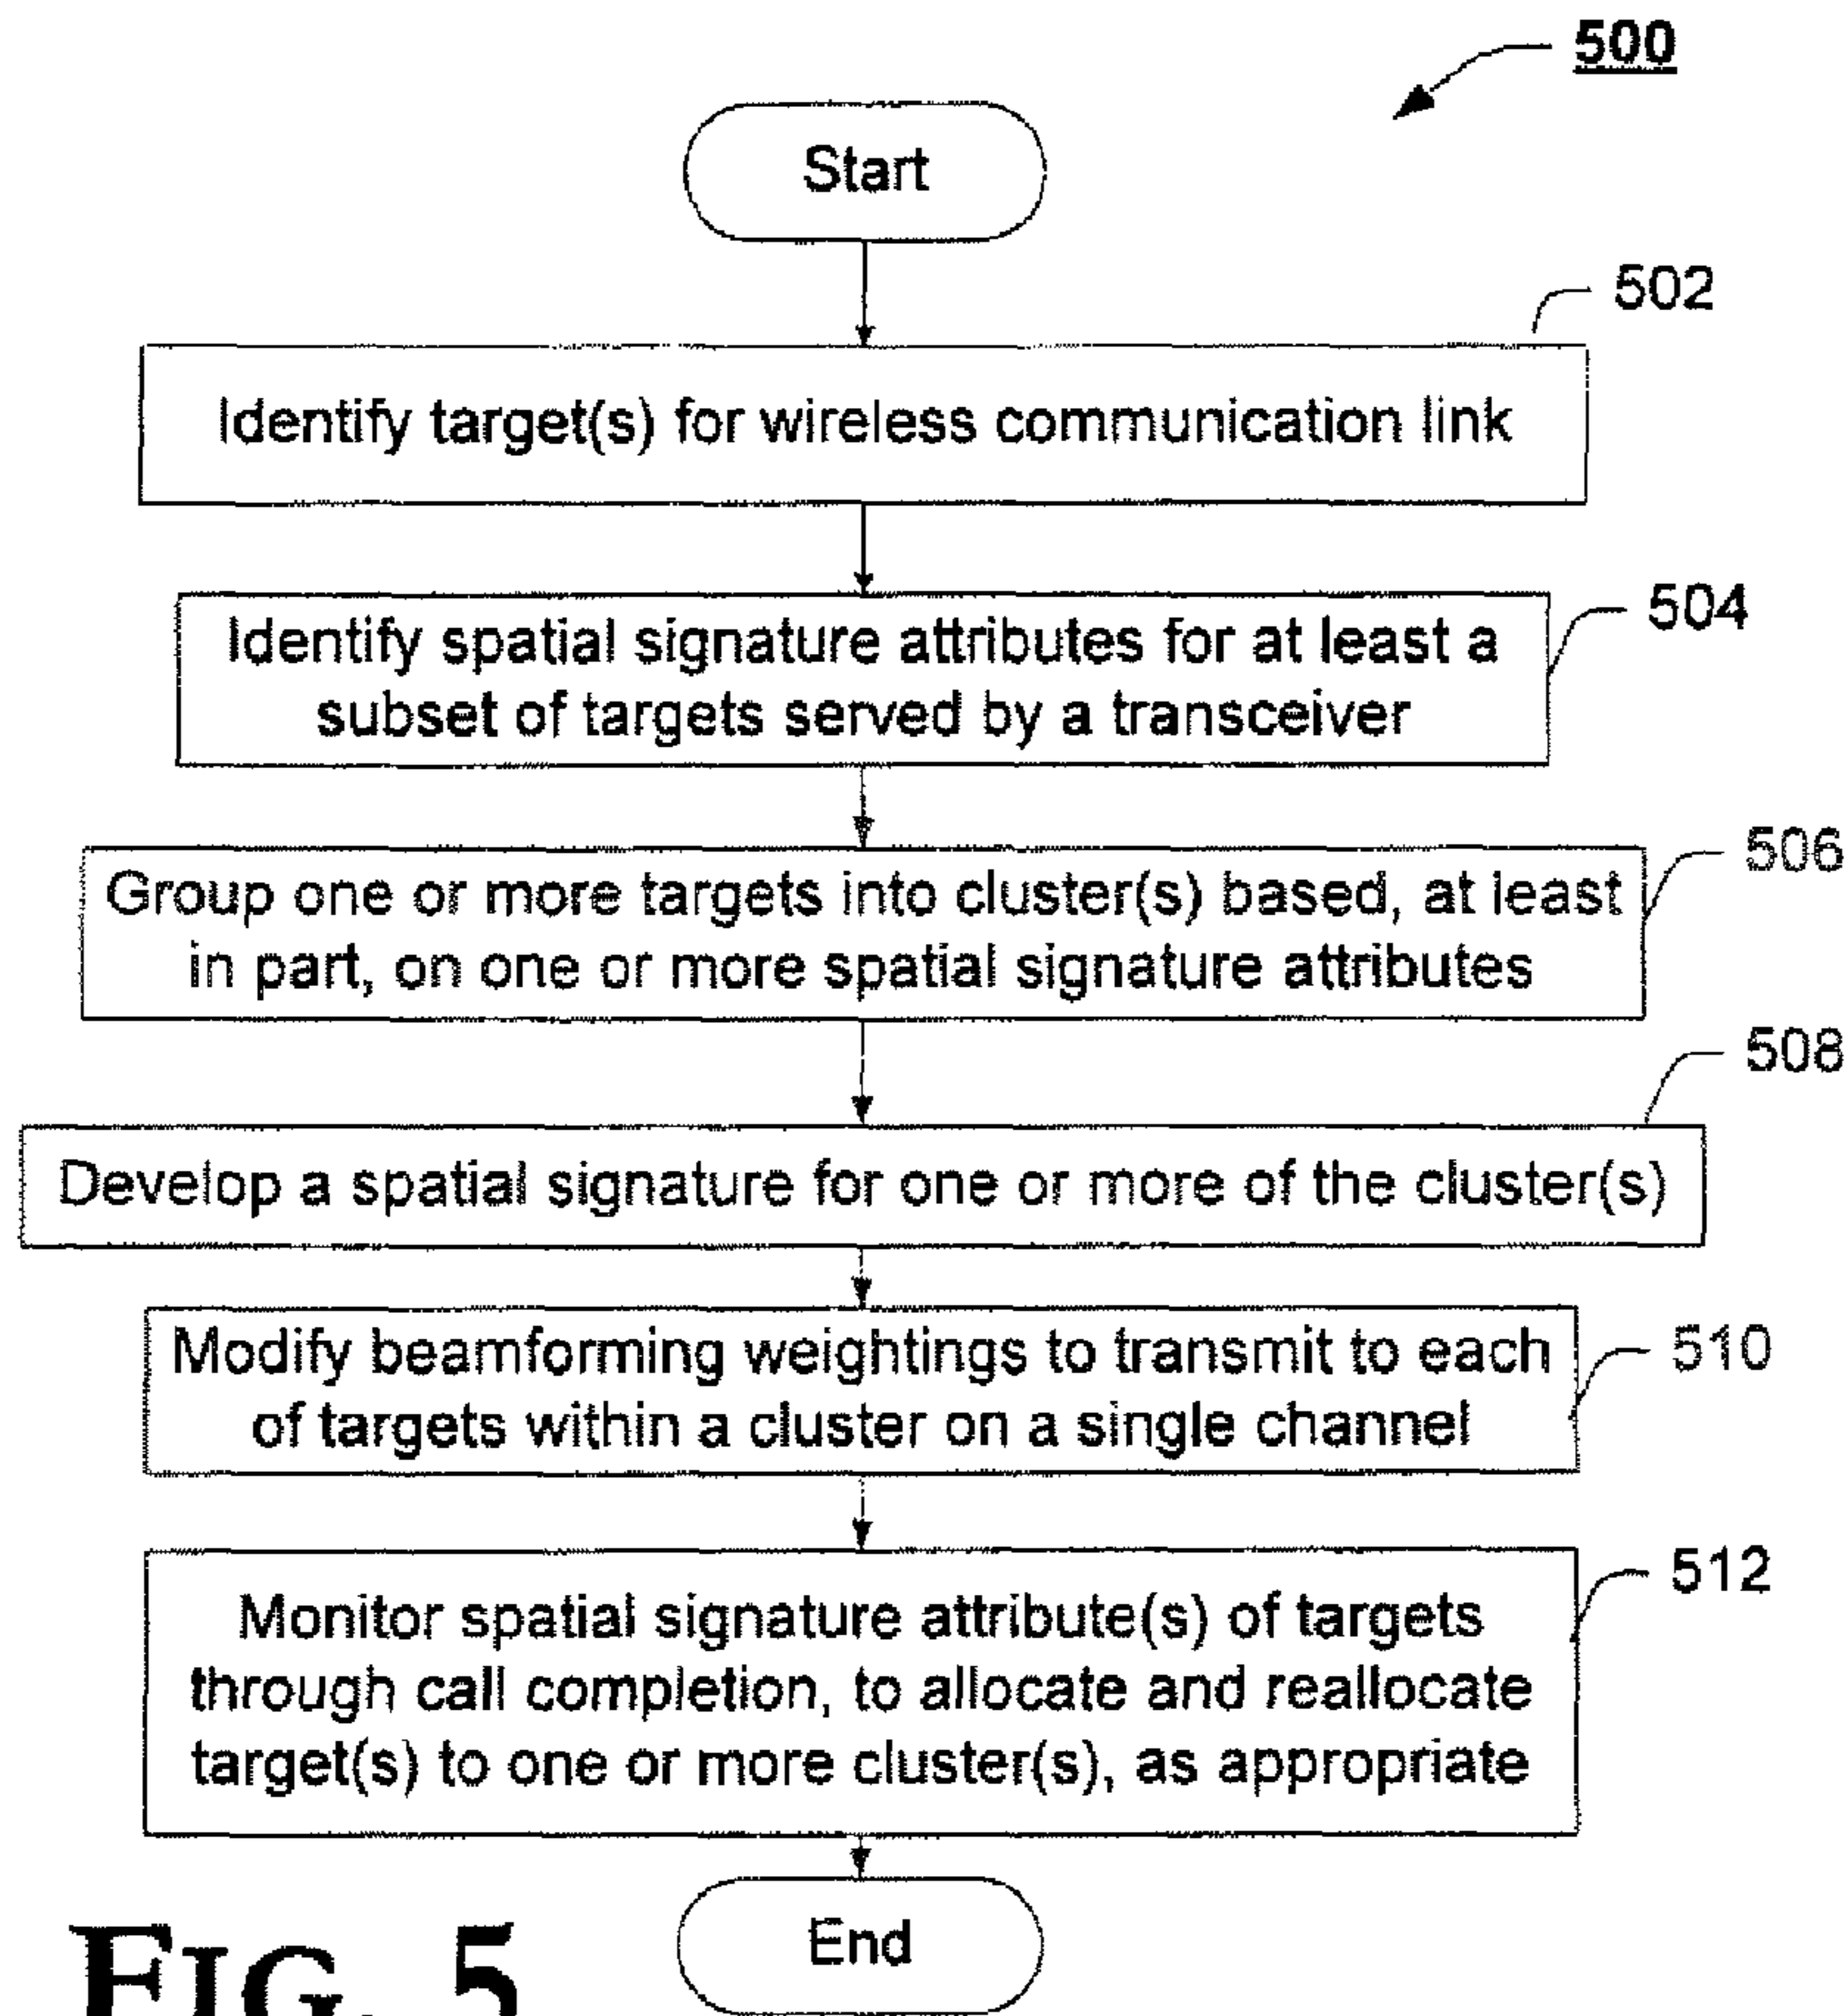 500
Start
502
Identify target(s) for wireless communication link
504
Identify spatial signature attributes for at least a
subset of targets served by a transceiver
506
Group one or more targets into cluster(s) based, at least
in part, on one or more spatial signature attributes
508
Develop a spatial signature for one or more of the cluster(s)
510
Modify beamforming weightings to transmit to each
of targets within a cluster on a single channel
512
Monitor spatial signature attribute(s) of targets
through call completion, to allocate and reallocate
target(s) to one or more cluster(s), as appropriate
End
FIG. 5